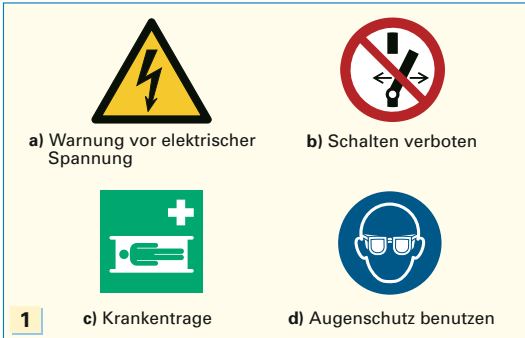 a) Warnung vor elektrischer
Spannung
b) Schalten verboten
c) Krankentrage
d) Augenschutz benutzen
1